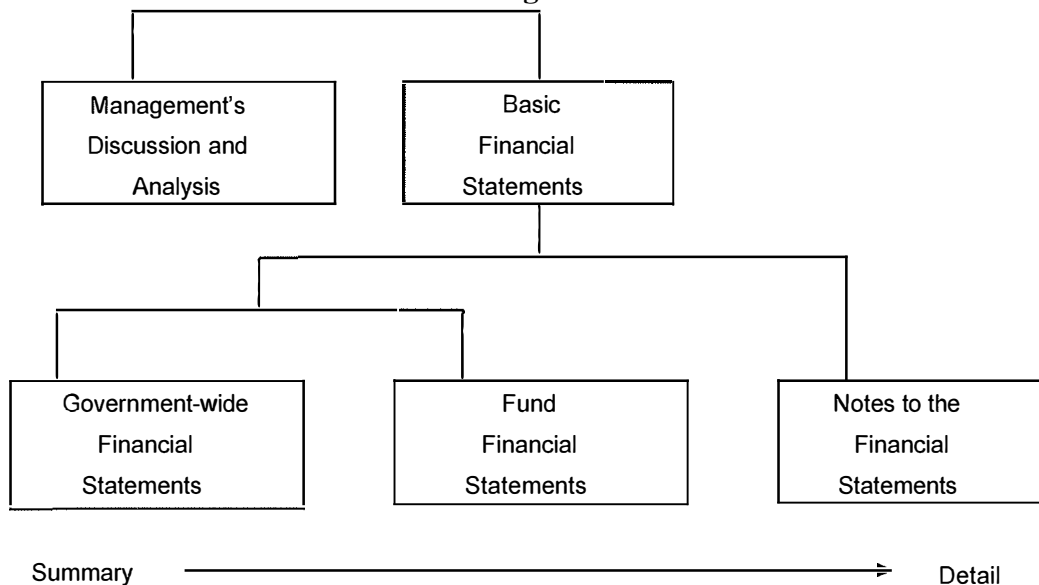 Management's
Discussion and
Analysis
Basic
Financial
Statements
Government-wide
Financial
Statements
Fund
Financial
Statements
Notes to the
Financial
Statements
Summary
Detail